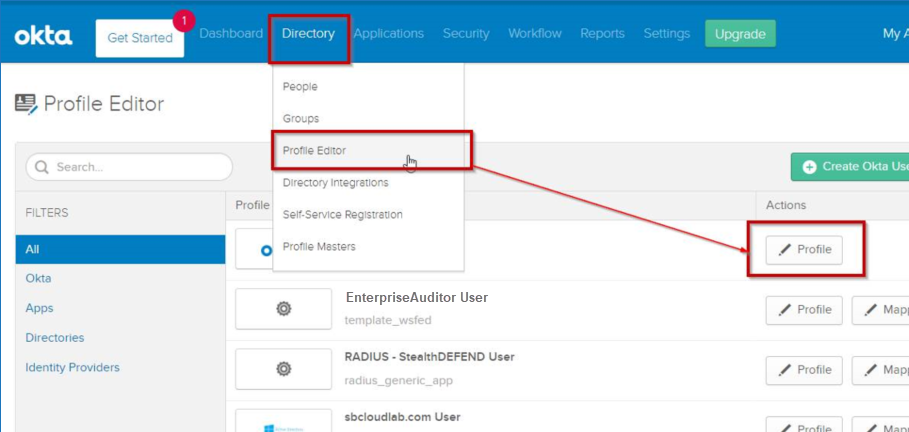 okta
Get Started
1
Dashboard
Directory
Applications
Security
Workflow
Reports
Settings
Upgrade
My A
Profile Editor
People
Groups
Profile Editor
Directory Integrations
Self-Service Registration
Profile Masters
Search...
Create Okta Use
FILTERS
Profile
Actions
All
Okta
Apps
Directories
Identity Providers
Profile
EnterpriseAuditor User
template_wsfed
Profile
Mapp
RADIUS - StealthDEFEND User
radius_generic_app
Profile
Mapp
sbcloudlab.com User
Profile
Mapp